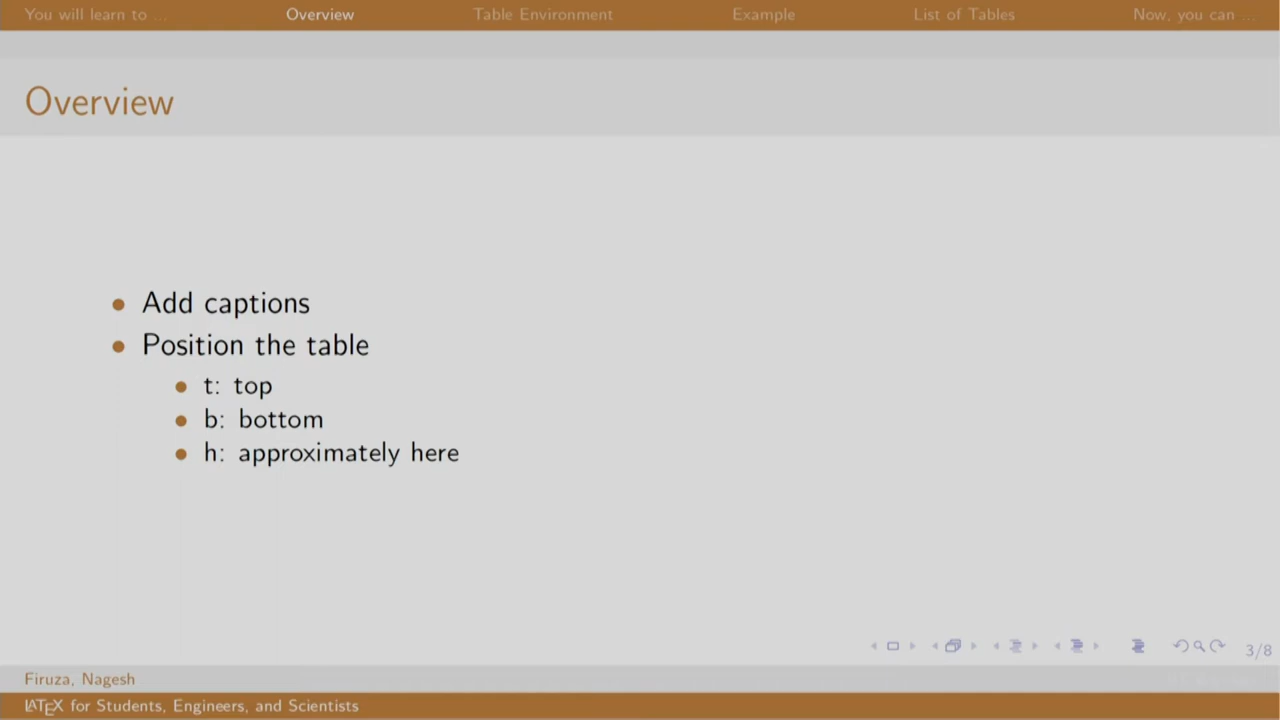 You will learn to ... Overview Table Environment Example List of Tables Now, you can ...
Overview
Add captions
Position the table
t: top
b: bottom
h: approximately here
3/8
Firuza, Nagesh
LATEX for Students, Engineers, and Scientists